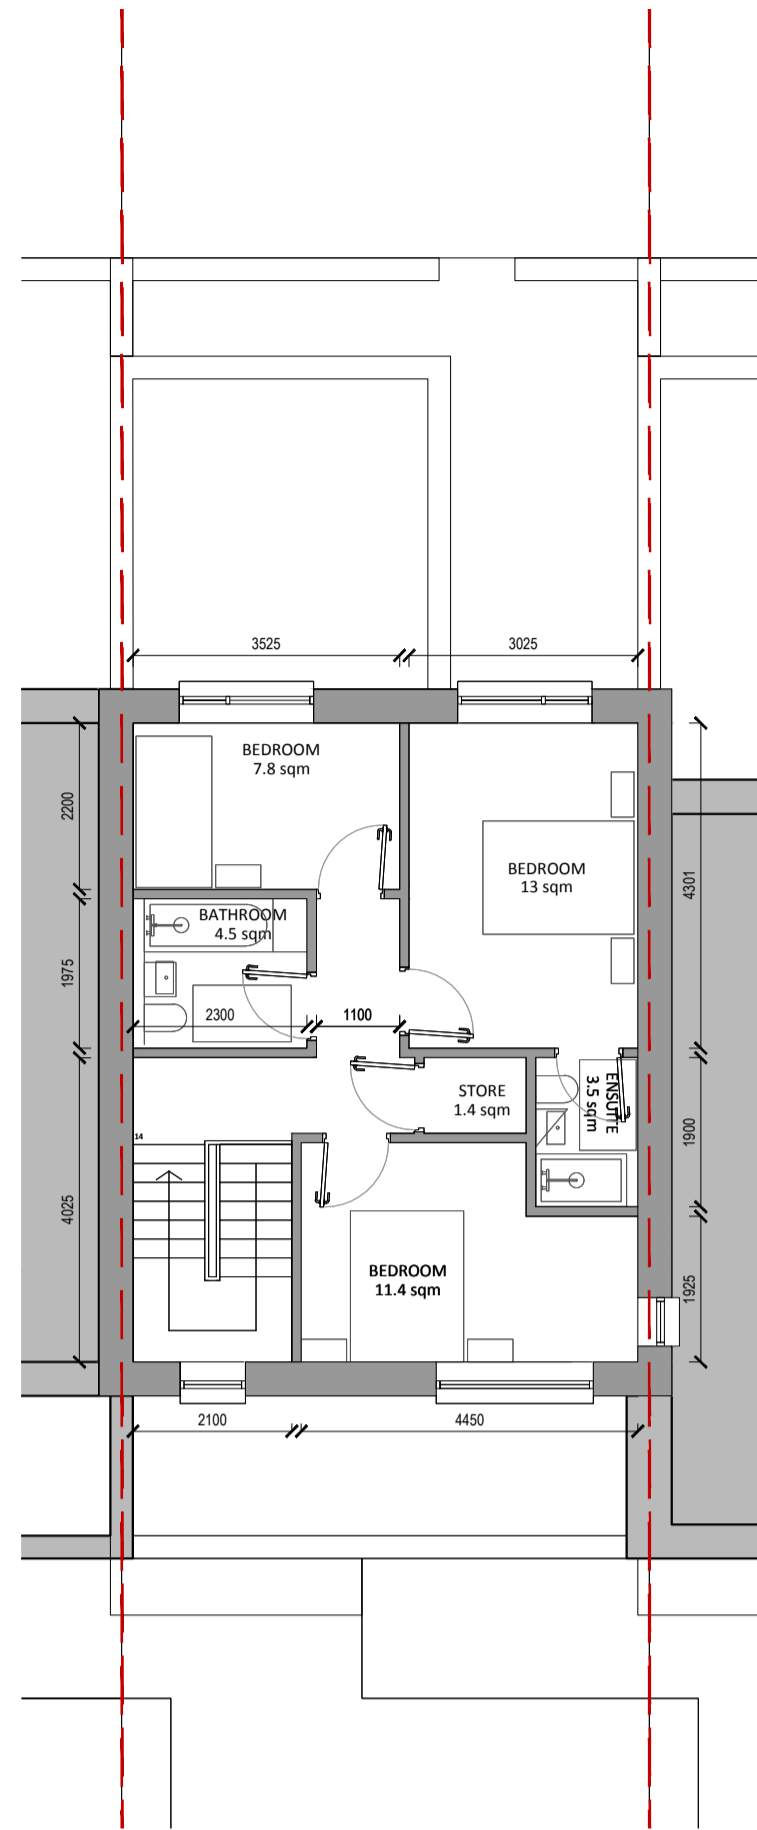 3525
3025
BEDROOM
7.8 sqm
2200
BEDROOM
13 sqm
4301
BATHROOM
4.5 sqm
1975
2300
1100
STORE
1.4 sqm
ENSUTTE
3.5 sqm
1900
14
4025
BEDROOM
11.4 sqm
1925
2100
4450